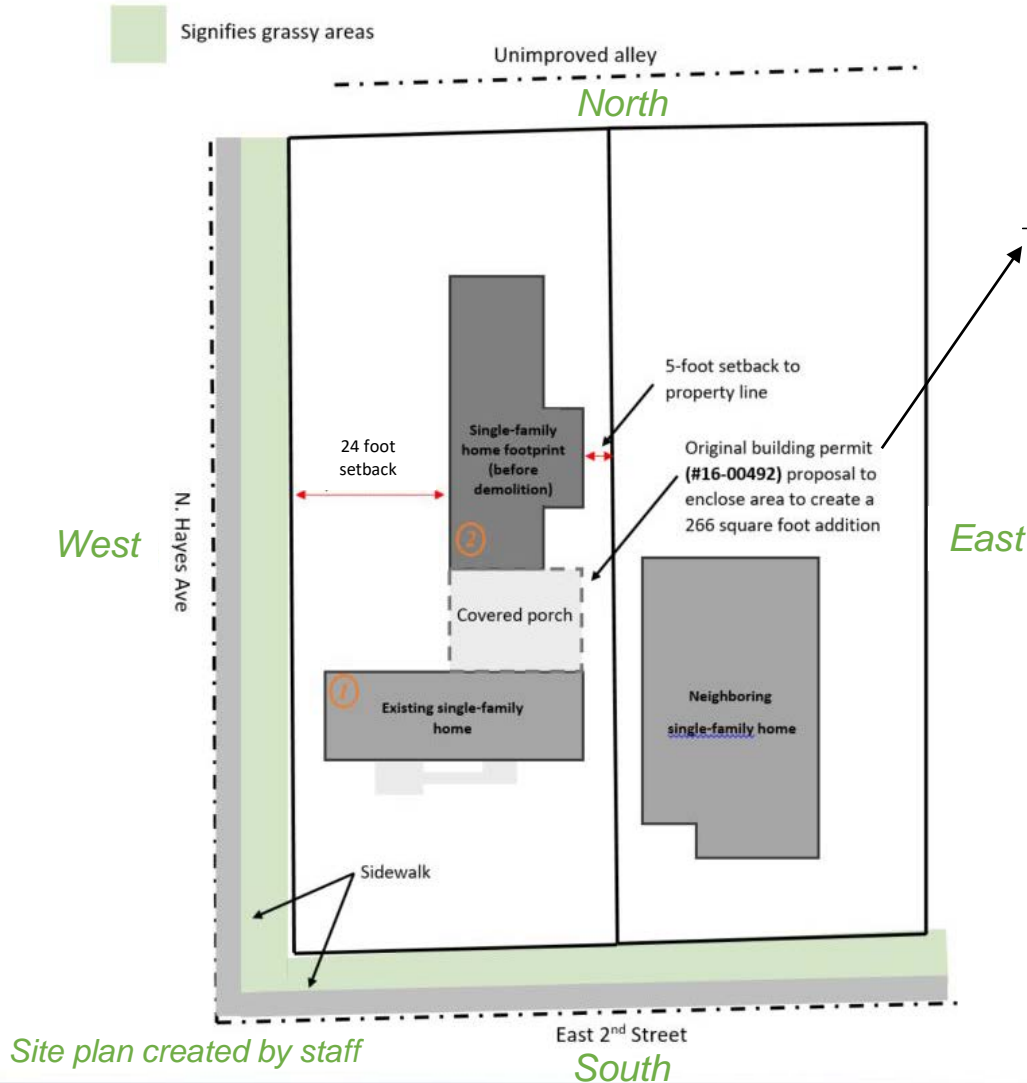 Signifies grassy areas
Unimproved alley
North
5-foot setback to
property line
24 foot
setback
Single-family
home footprint
(before
demolition)
Original building permit
(#16-00492) proposal to
enclose area to create a
266 square foot addition
N. Hayes Ave
West
East
2
Covered porch
1
Existing single-family
home
Neighboring
single-family home
Sidewalk
East 2nd Street
Site plan created by staff
South